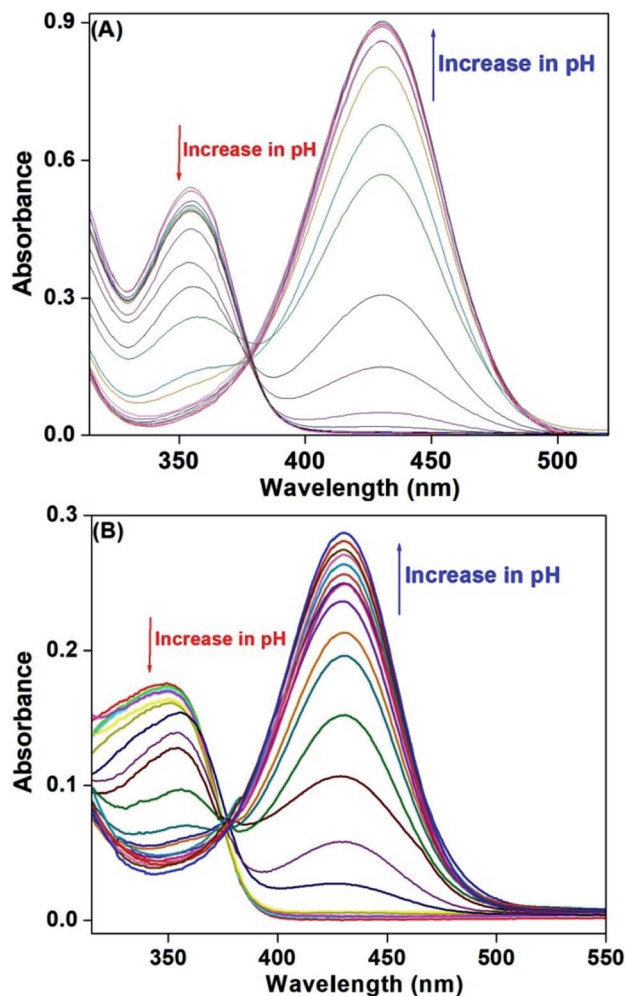 (A)
0.9
Increase in pH
Increase in pH
0.6
Absorbance
0.3
0.0
350 400 450 500
Wavelength (nm)
(B)
0.3
Increase in pH
Increase in pH
0.2
Absorbance
0.1
0.0
350 400 450 500 550
Wavelength (nm)